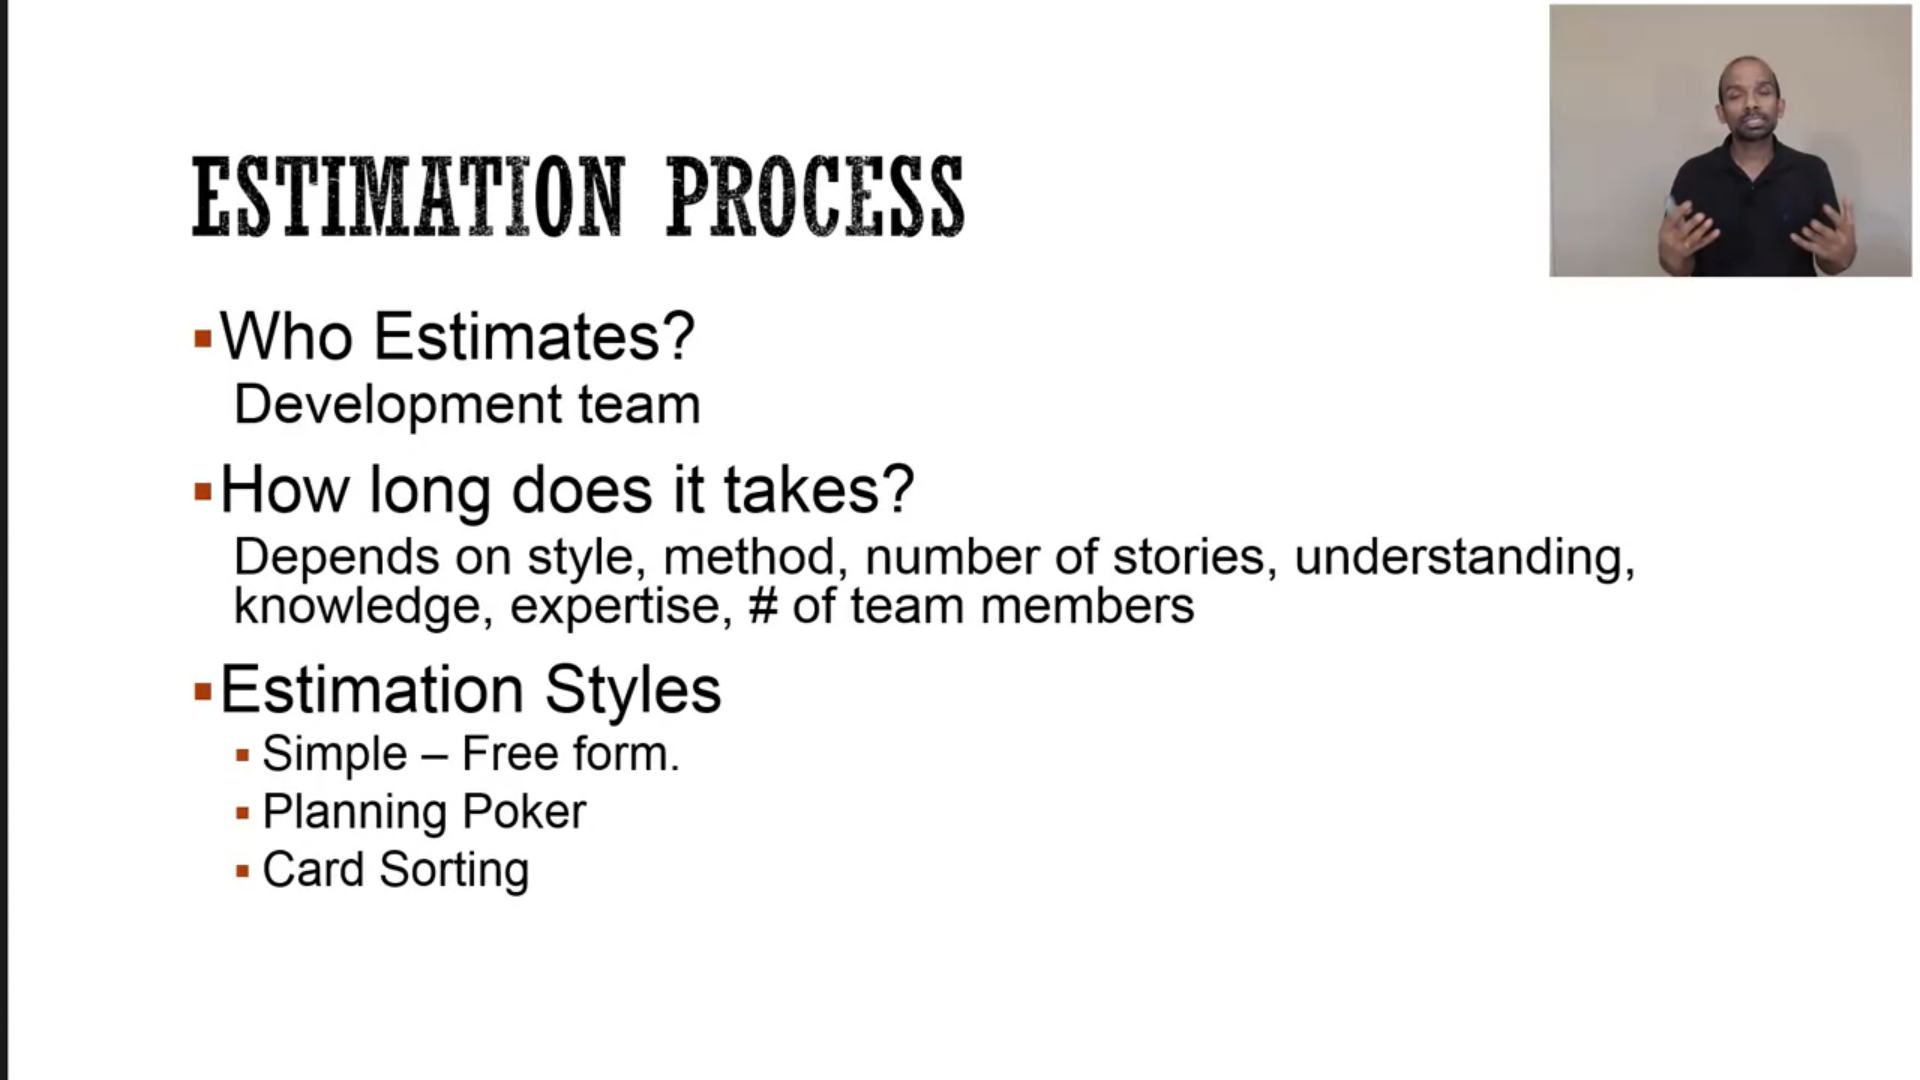 ESTIMATION PROCESS
▪Who Estimates?
Development team
▪How long does it takes?
Depends on style, method, number of stories, understanding,
knowledge, expertise, # of team members
▪Estimation Styles
▪ Simple – Free form.
▪ Planning Poker
▪ Card Sorting